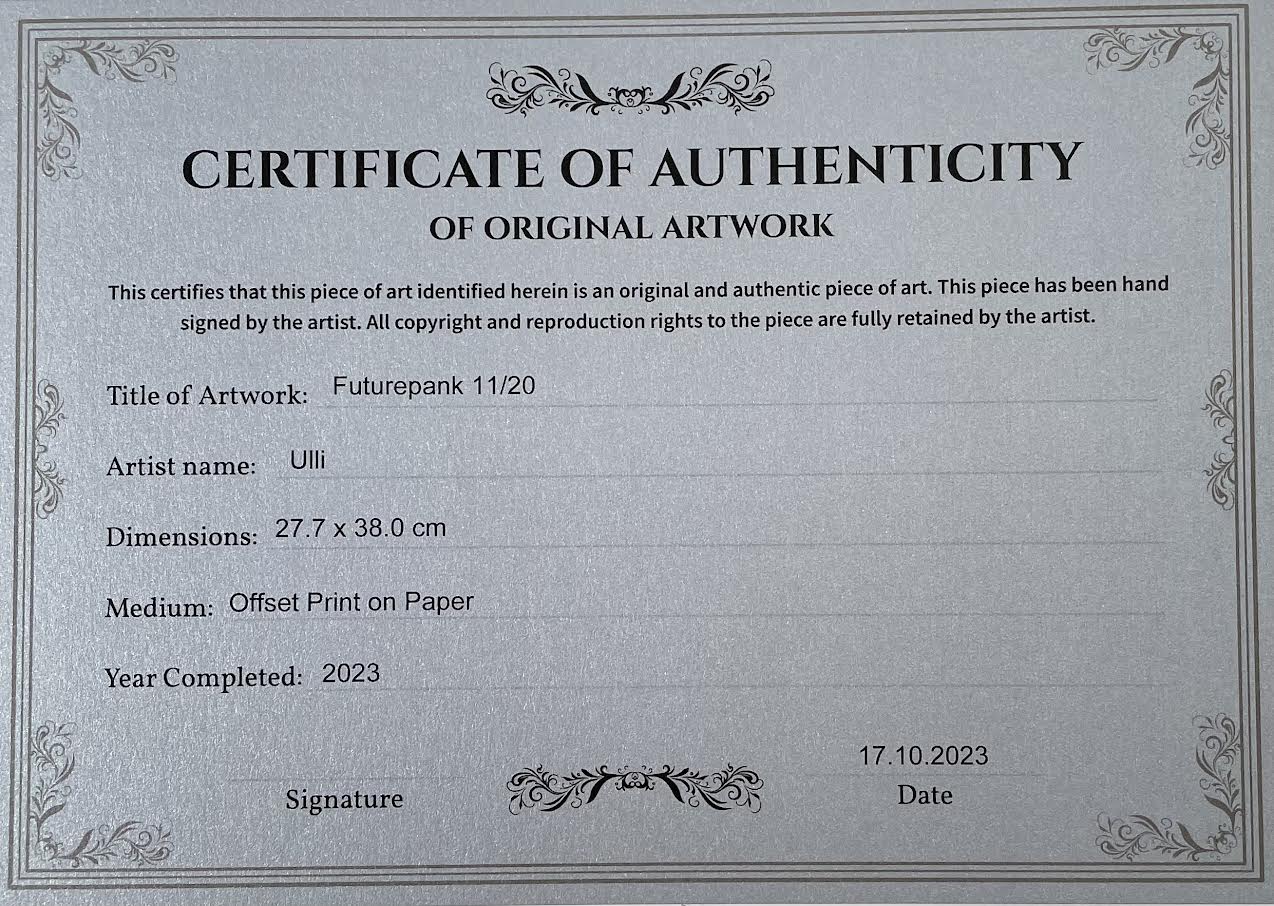 CERTIFICATE OF AUTHENTICITY
OF ORIGINAL ARTWORK
This certifies that this piece of art identified herein is an original and authentic piece of art. This piece has been hand
signed by the artist. All copyright and reproduction rights to the piece are fully retained by the artist.
Title of Artwork: Futurepank 11/20
Artist name: Ulli
Dimensions: 27.7 x 38.0 cm
Medium: Offset Print on Paper
Year Completed: 2023
17.10.2023
Signature Date